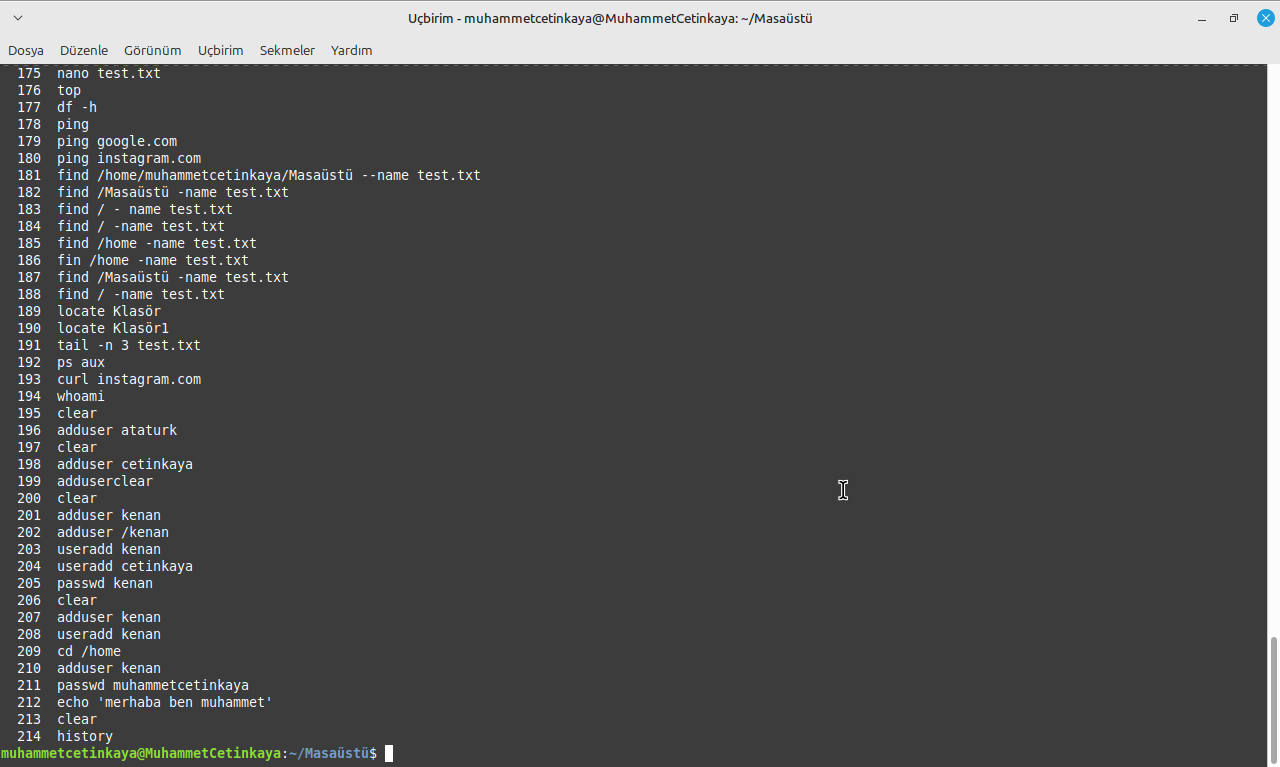 Uçbirim - muhammetcetinkaya@MuhammetCetinkaya: ~/Masaüstü
Dosya Düzenle Görünüm Uçbirim Sekmeler Yardım
175 nano test.txt
176 top
177 df -h
178 ping
179 ping google.com
180 ping instagram.com
181 find /home/muhammetcetinkaya/Masaüstü --name test.txt
182 find /Masaüstü -name test.txt
183 find / - name test.txt
184 find / -name test.txt
185 find /home -name test.txt
186 fin /home -name test.txt
187 find /Masaüstü -name test.txt
188 find / -name test.txt
189 locate Klasör
190 locate Klasör1
191 tail -n 3 test.txt
192 ps aux
193 curl instagram.com
194 whoami
195 clear
196 adduser ataturk
197 clear
198 adduser cetinkaya
199 adduserclear
200 clear
201 adduser kenan
202 adduser /kenan
203 useradd kenan
204 useradd cetinkaya
205 passwd kenan
206 clear
207 adduser kenan
208 useradd kenan
209 cd /home
210 adduser kenan
211 passwd muhammetcetinkaya
212 echo 'merhaba ben muhammet'
213 clear
214 history
muhammetcetinkaya@MuhammetCetinkaya:~/Masaüstü$